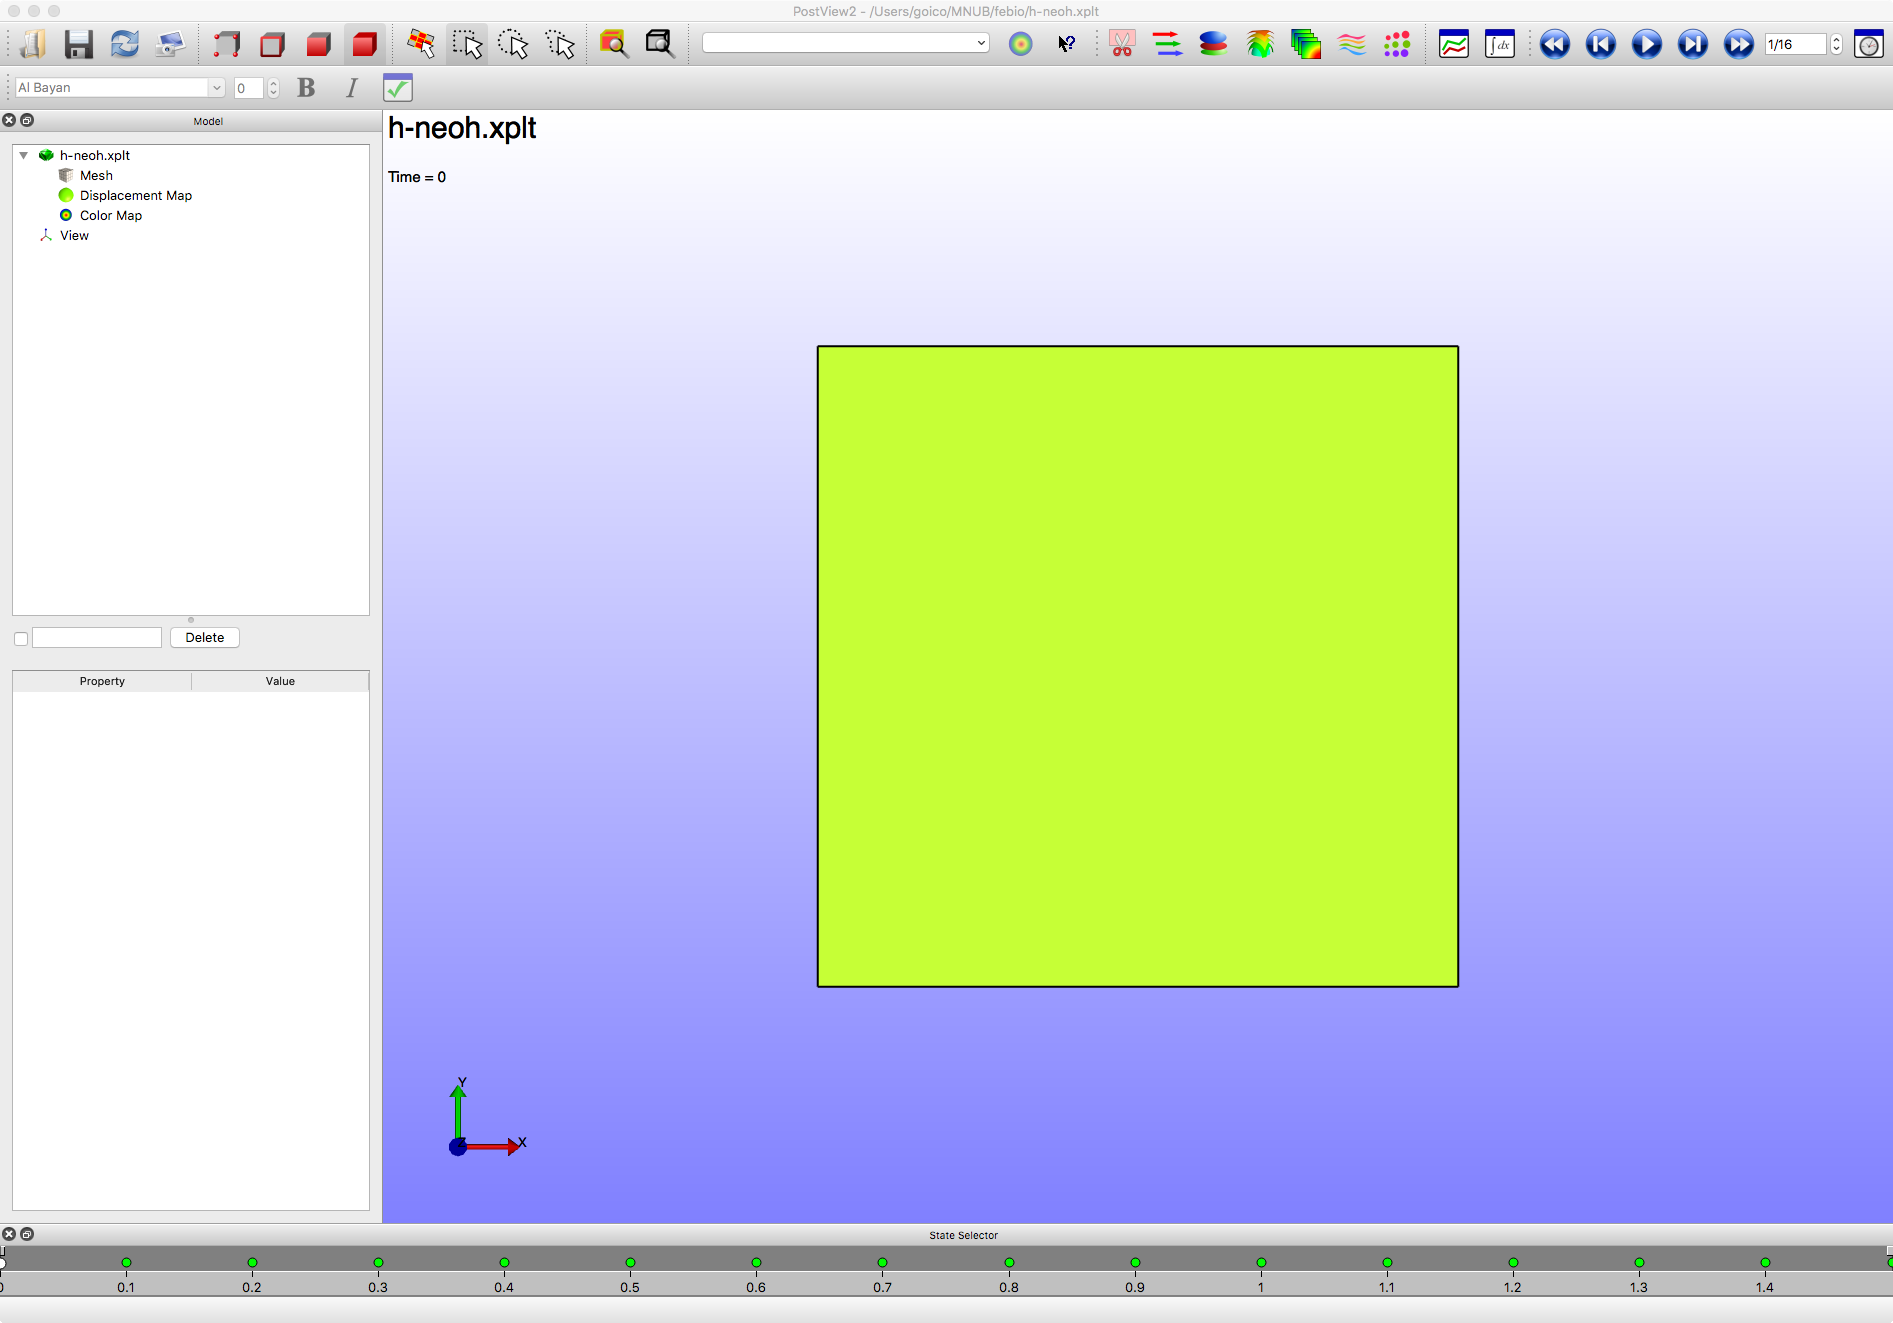 PostView2 - /Users/goico/MNUB/febio/h-neoh.xplt
∫dx
1/16
Al Bayan
0
B
I
Model
h-neoh.xplt
Mesh
Displacement Map
Color Map
View
Delete
Property
Value
h-neoh.xplt
Time = 0
Y
Z
X
State Selector
0
0.1
0.2
0.3
0.4
0.5
0.6
0.7
0.8
0.9
1
1.1
1.2
1.3
1.4